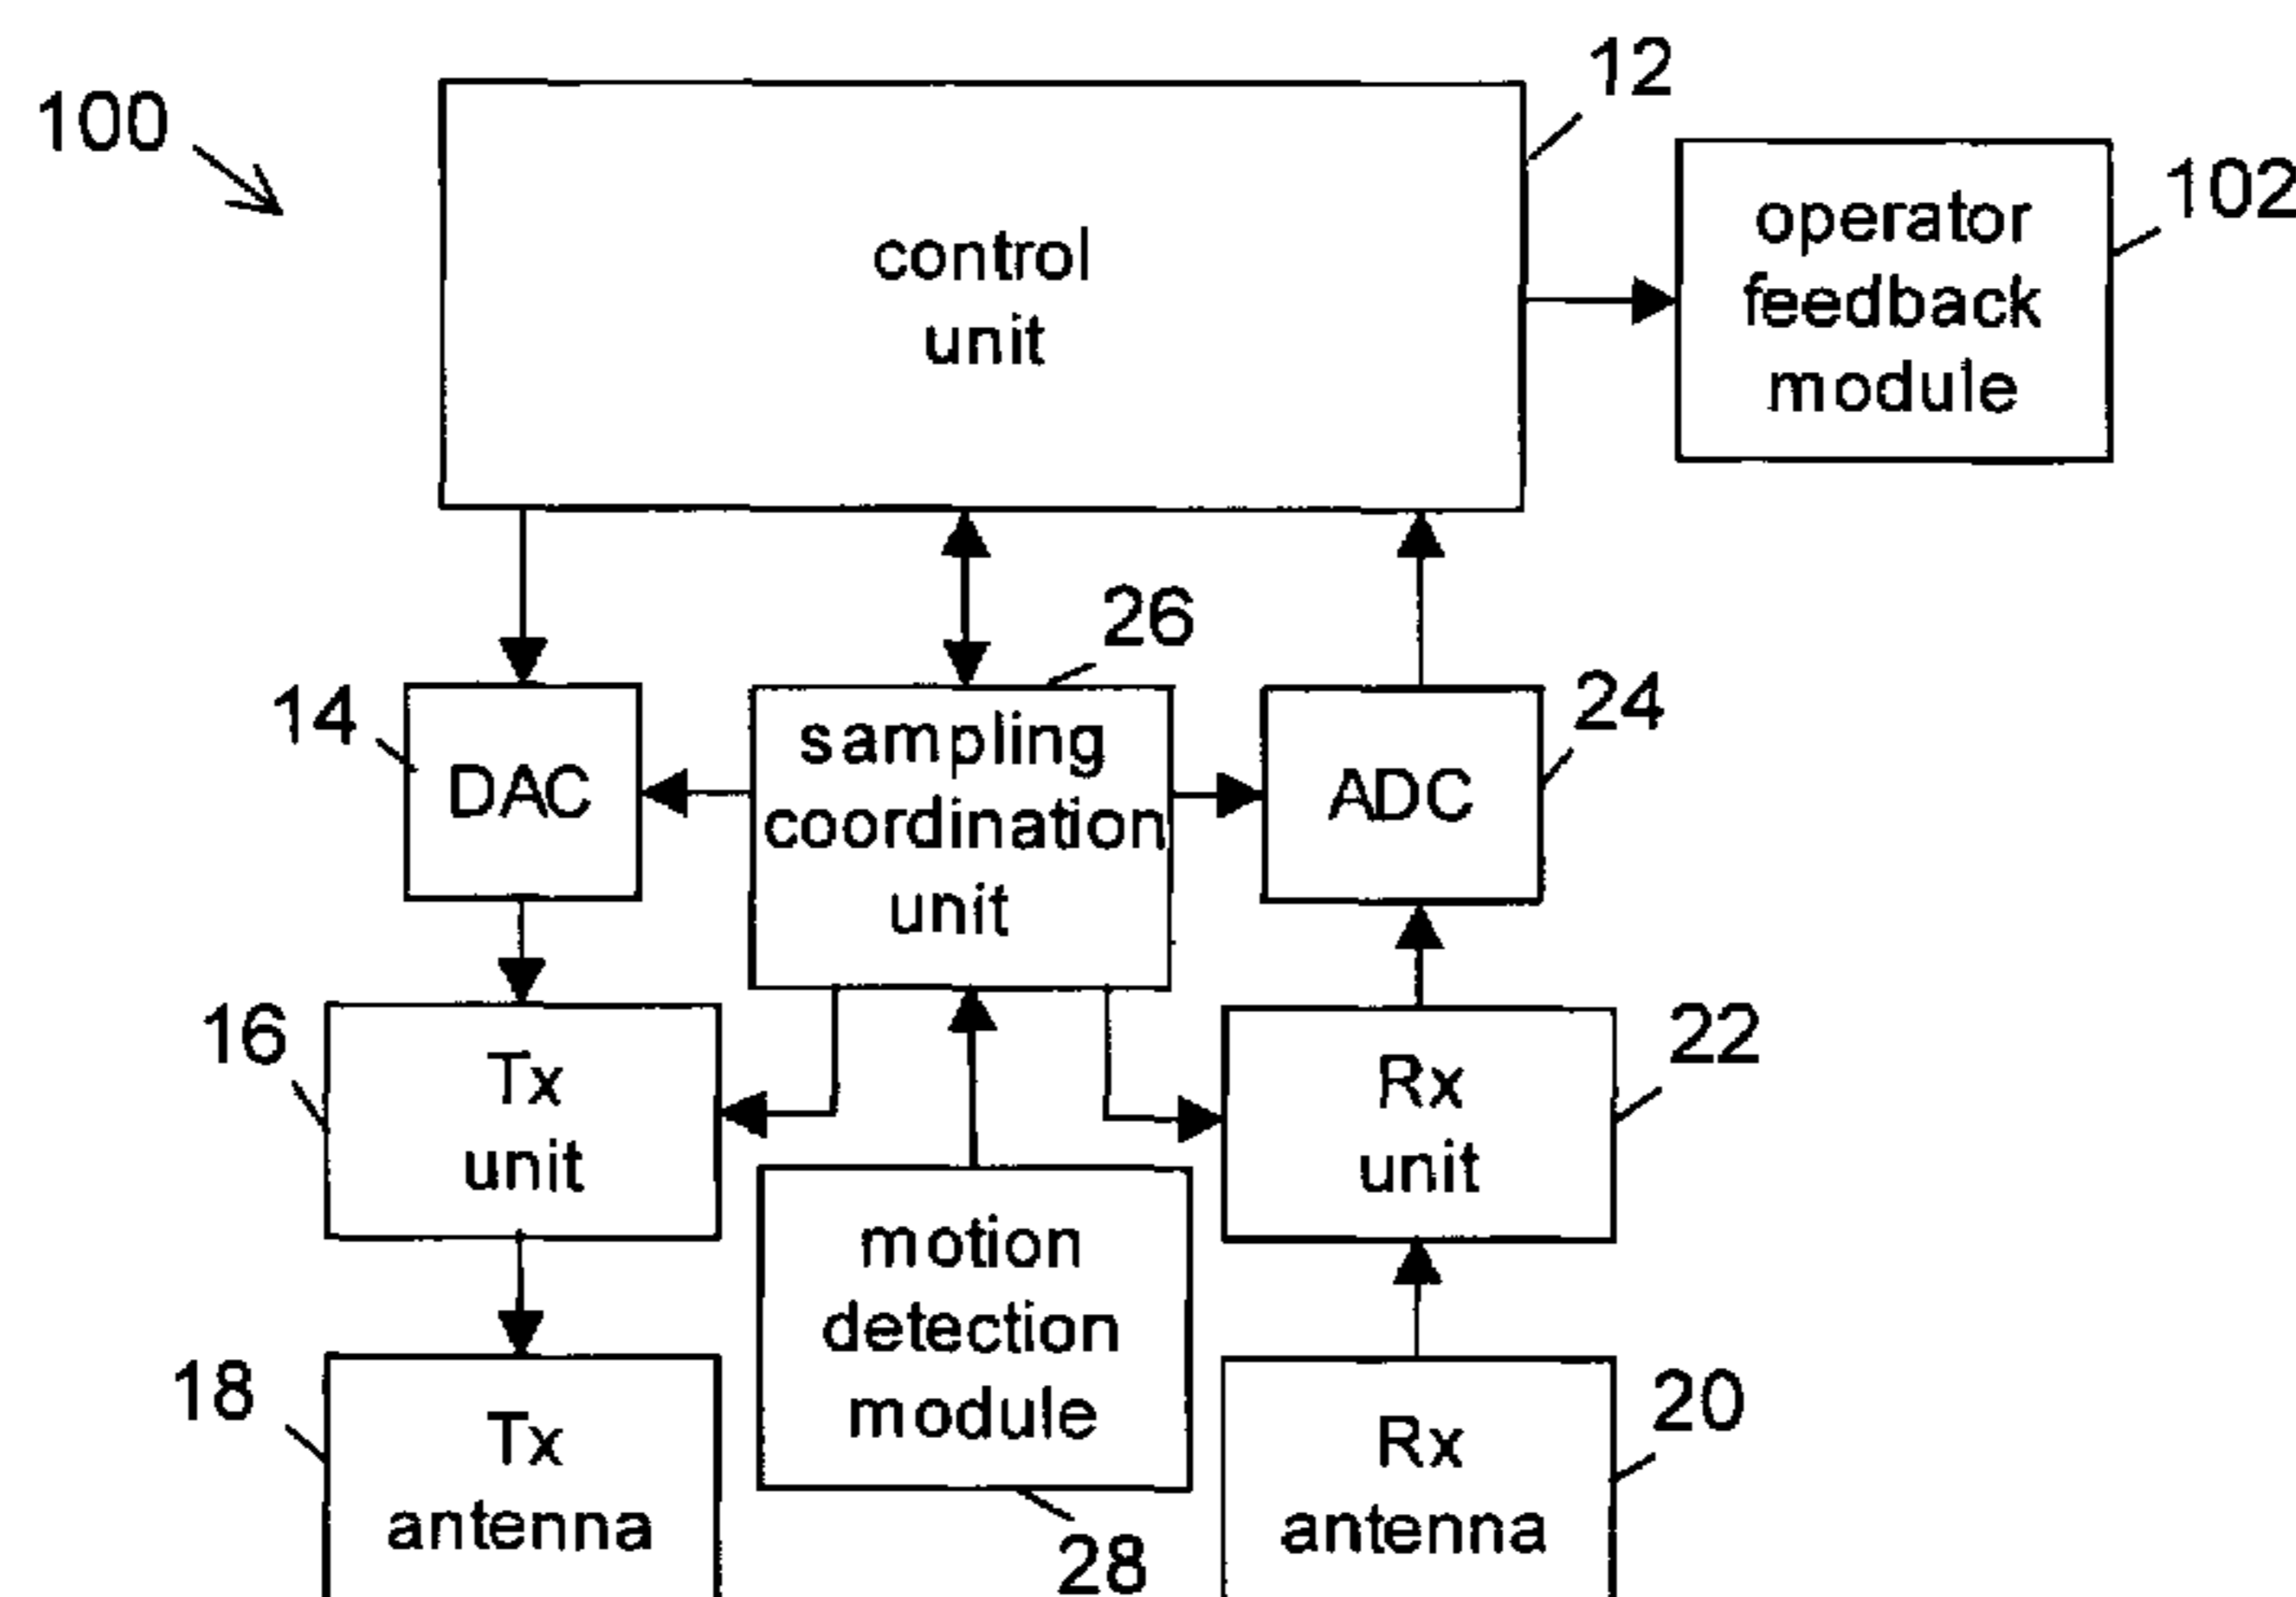 12
100
102
control
unit
operator
feedback
module
26
14
24
DAC
sampling
coordination
unit
ADC
16
22
Tx
unit
Rx
unit
motion
detection
module
18
20
Tx
antenna
Rx
antenna
28